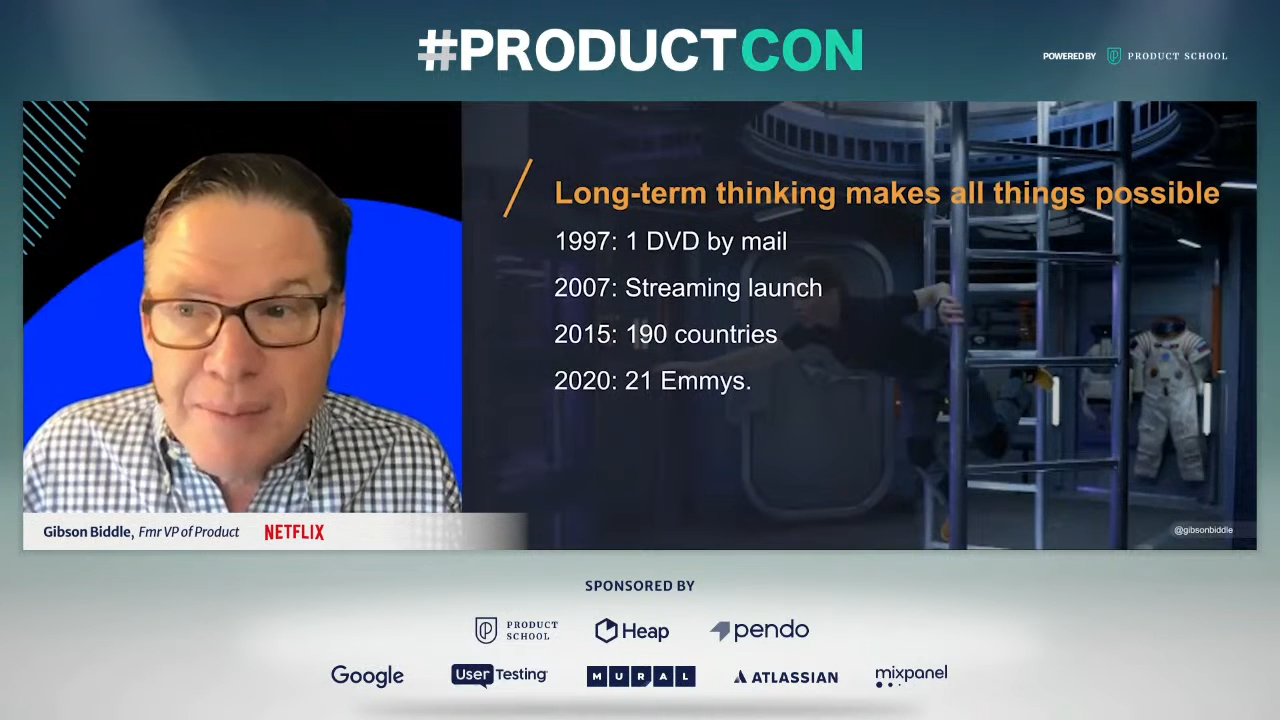 #PRODUCTCON
POWERED BY PRODUCT SCHOOL
Long-term thinking makes all things possible
1997: 1 DVD by mail
2007: Streaming launch
2015: 190 countries
2020: 21 Emmys.
@gibsonbiddle
Gibson Biddle, Fmr VP of Product NETFLIX
SPONSORED BY
PRODUCT SCHOOL Heap pendo
Google UserTesting MURAL ATLASSIAN mixpanel